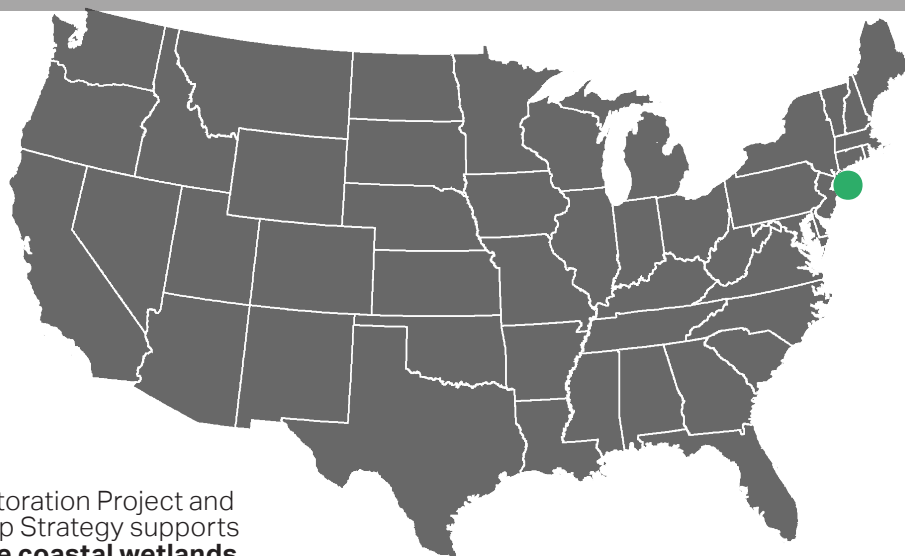 toration Project and
p Strategy supports
e coastal wetlands